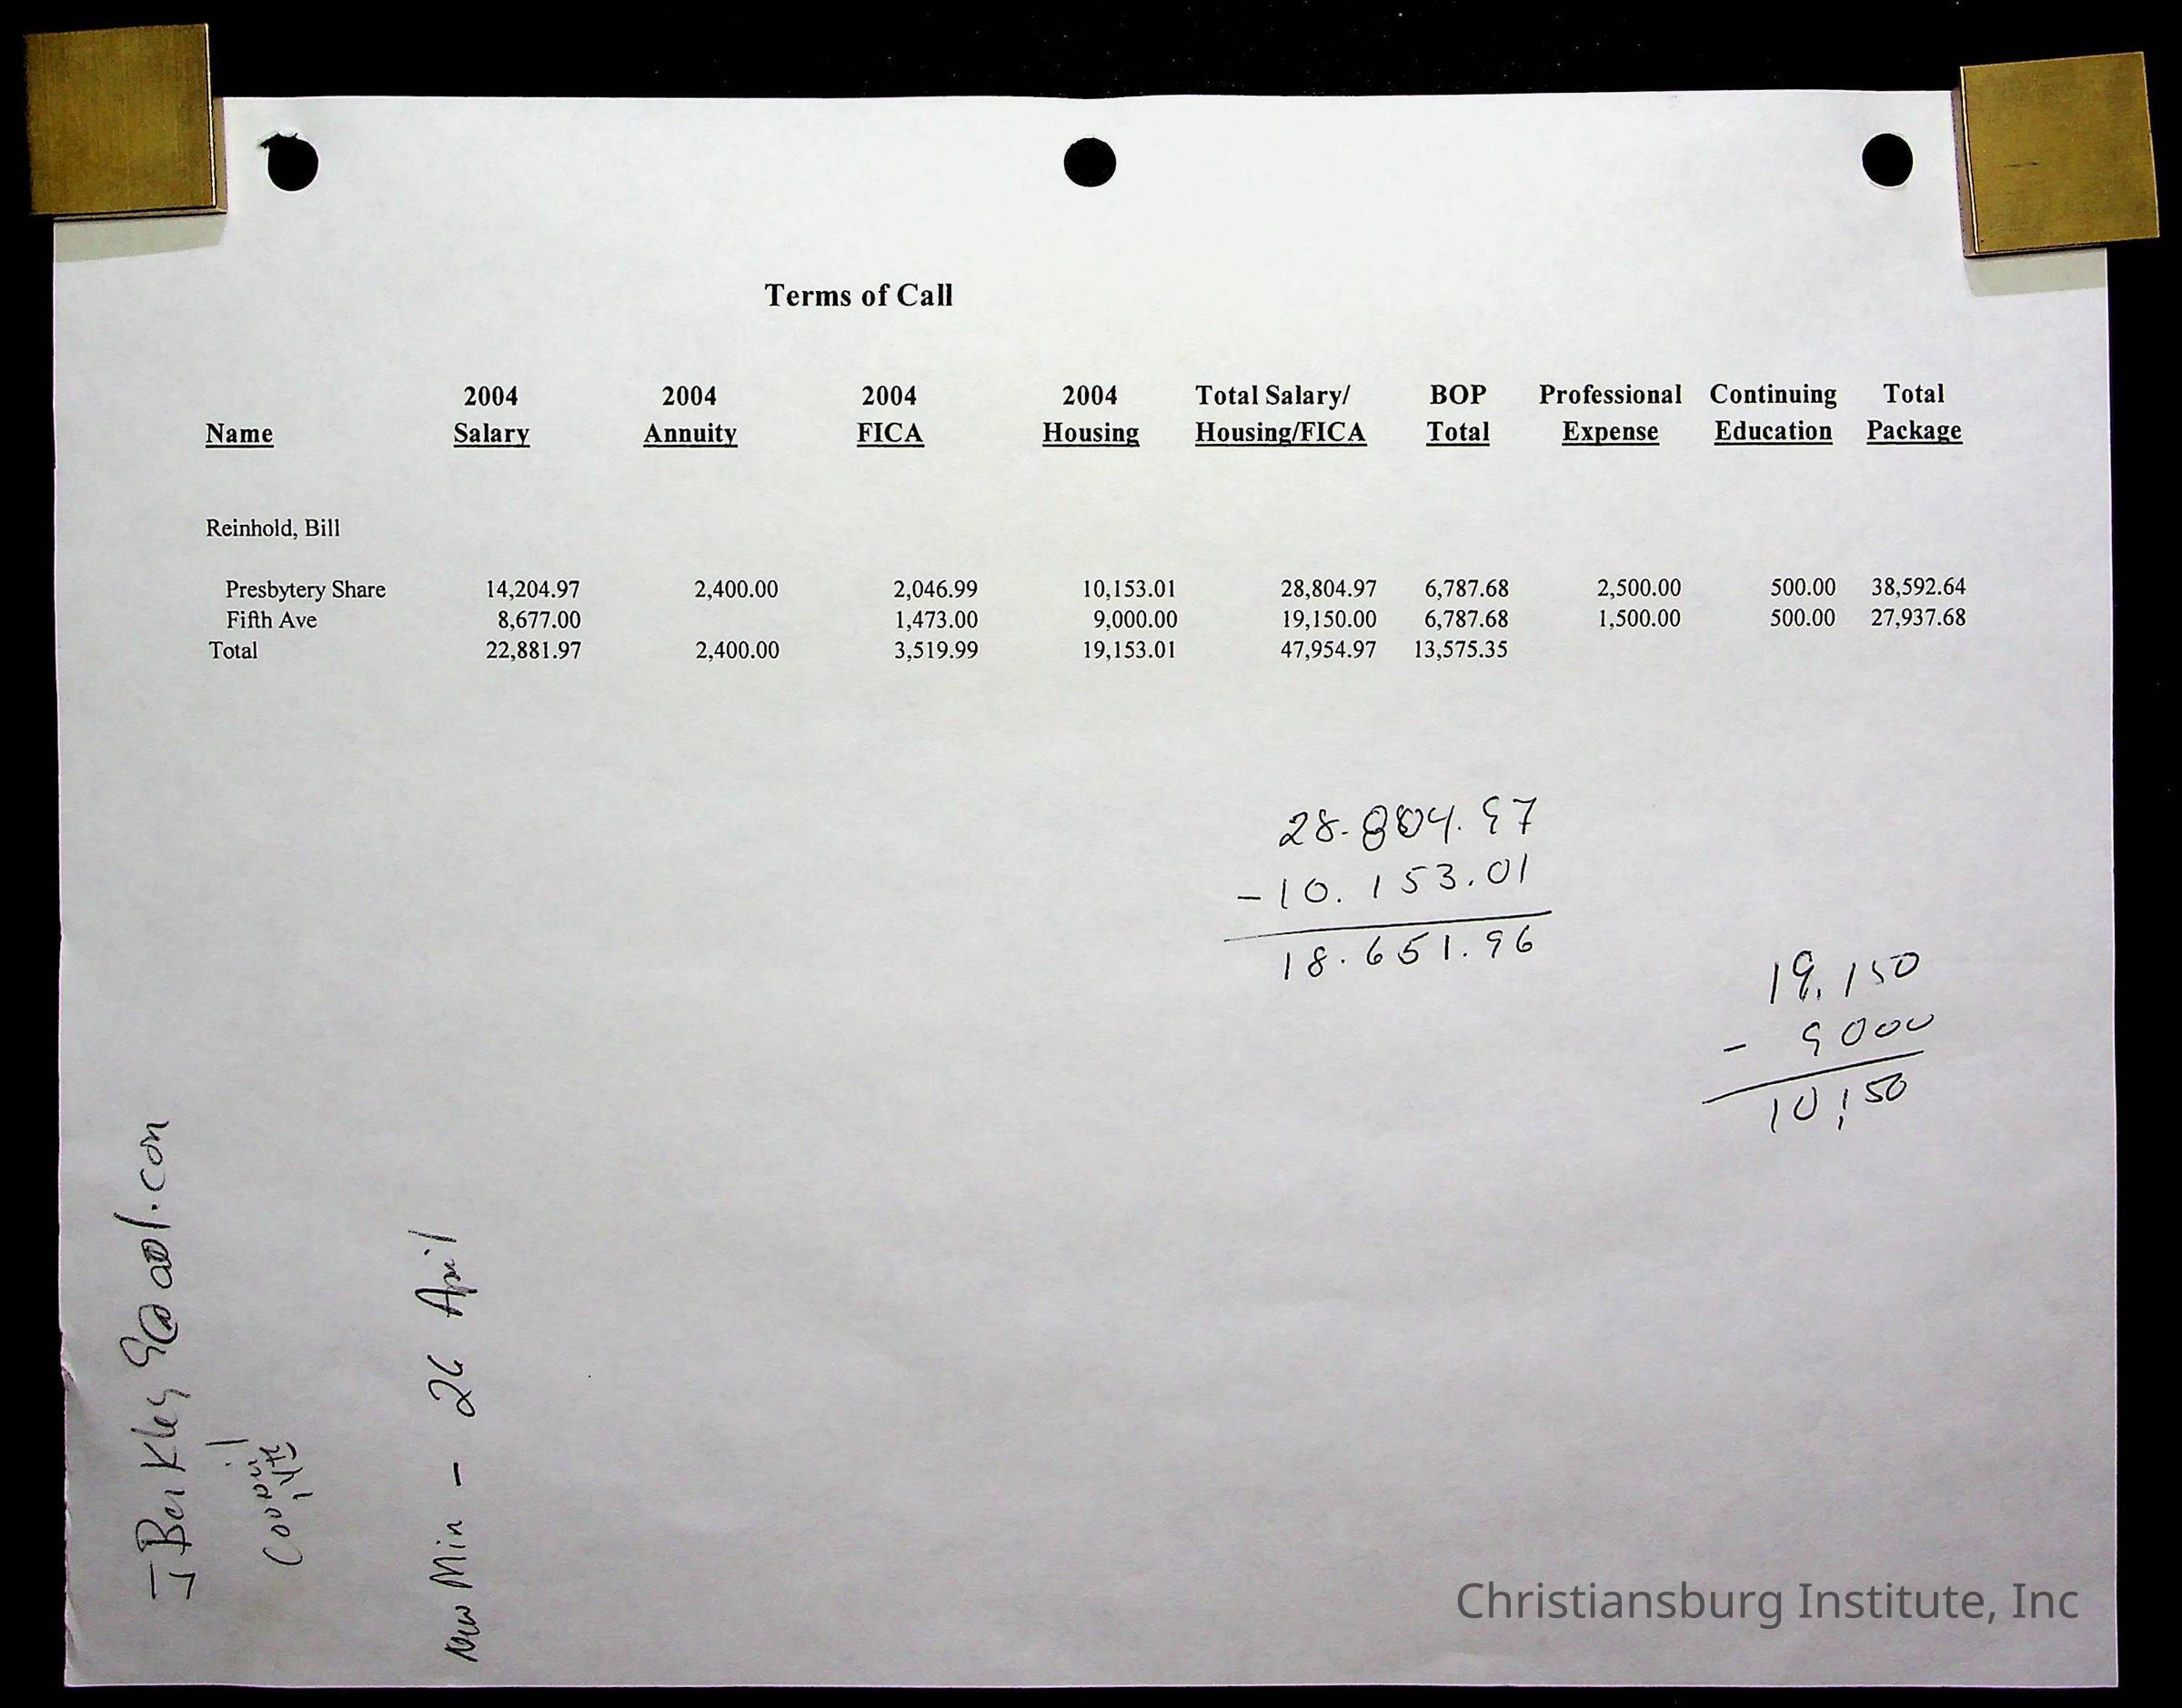 Terms of Call
2004 2004 2004 2004 Total Salary/ BOP Professional Continuing Total
Name Salary Annuity FICA Housing Housing/FICA Total Expense Education Package
Reinhold, Bill
Presbytery Share 14,204.97 2,400.00 2,046.99 10,153.01 28,804.97 6,787.68 2,500.00 500.00 38,592.64
Fifth Ave 8,677.00 1,473.00 9,000.00 19,150.00 6,787.68 1,500.00 500.00 27,937.68
Total 22,881.97 2,400.00 3,519.99 19,153.01 47,954.97 13,575.35
28.804.97
-10.153.01
18.651.96
19,150
- 9000
10,150
@aol.com
Council
New Min - 26 April
Christiansburg Institute, Inc